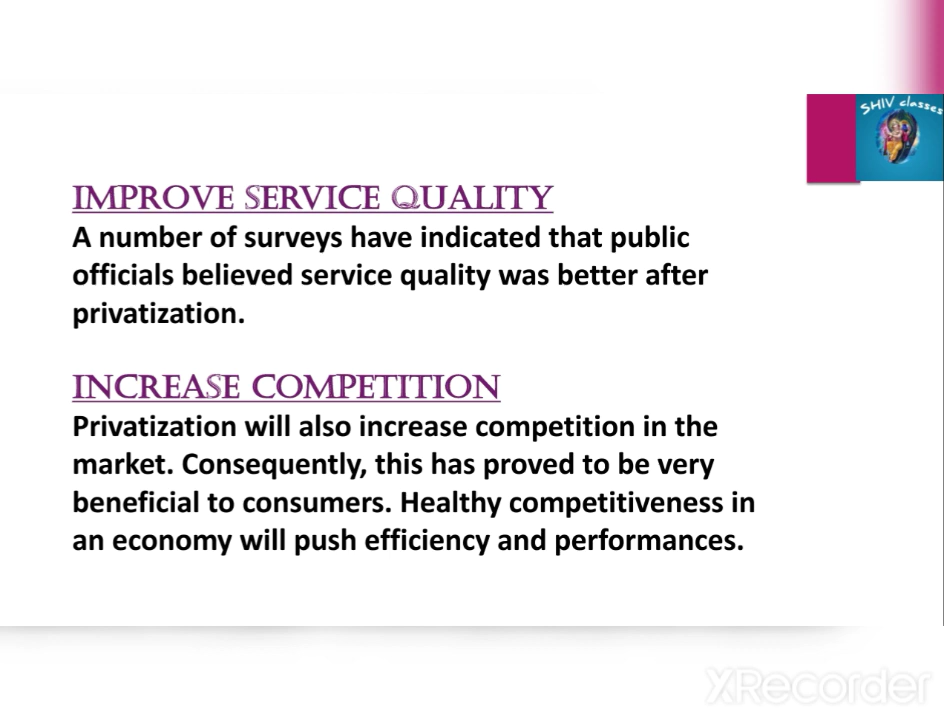 SHIV classes
IMPROVE SERVICE QUALITY
A number of surveys have indicated that public
officials believed service quality was better after
privatization.
INCREASE COMPETITION
Privatization will also increase competition in the
market. Consequently, this has proved to be very
beneficial to consumers. Healthy competitiveness in
an economy will push efficiency and performances.
XRecorder